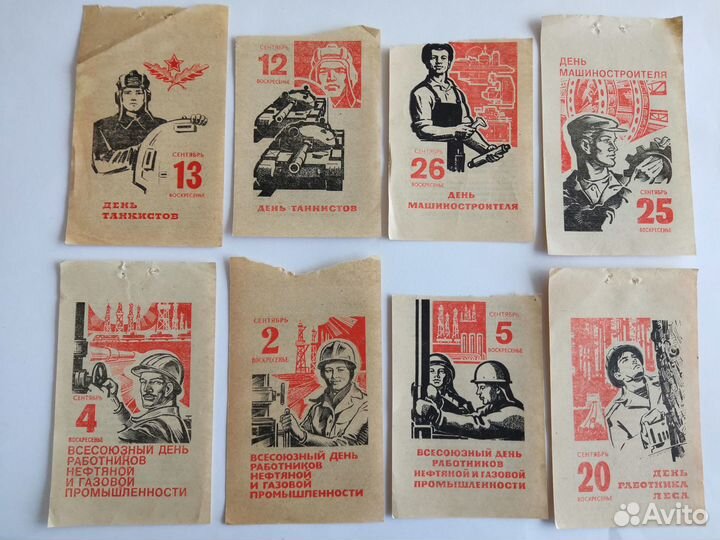 СЕНТЯБРЬ
13
ВОСКРЕСЕНЬЕ
ДЕНЬ
ТАНКИСТОВ
СЕНТЯБРЬ
12
ВОСКРЕСЕНЬЕ
ДЕНЬ ТАНКИСТОВ
СЕНТЯБРЬ
26
ВОСКРЕСЕНЬЕ
ДЕНЬ
МАШИНОСТРОИТЕЛЯ
ДЕНЬ
МАШИНОСТРОИТЕЛЯ
СЕНТЯБРЬ
25
ВОСКРЕСЕНЬЕ
СЕНТЯБРЬ
4
ВОСКРЕСЕНЬЕ
ВСЕСОЮЗНЫЙ ДЕНЬ
РАБОТНИКОВ
НЕФТЯНОЙ
И ГАЗОВОЙ
ПРОМЫШЛЕННОСТИ
СЕНТЯБРЬ
2
ВОСКРЕСЕНЬЕ
ВСЕСОЮЗНЫЙ ДЕНЬ
РАБОТНИКОВ
НЕФТЯНОЙ
И ГАЗОВОЙ
ПРОМЫШЛЕННОСТИ
СЕНТЯБРЬ
5
ВОСКРЕСЕНЬЕ
ВСЕСОЮЗНЫЙ ДЕНЬ
РАБОТНИКОВ
НЕФТЯНОЙ И ГАЗОВОЙ
ПРОМЫШЛЕННОСТИ
СЕНТЯБРЬ
20
ВОСКРЕСЕНЬЕ
ДЕНЬ
РАБОТНИКА
ЛЕСА
Avito